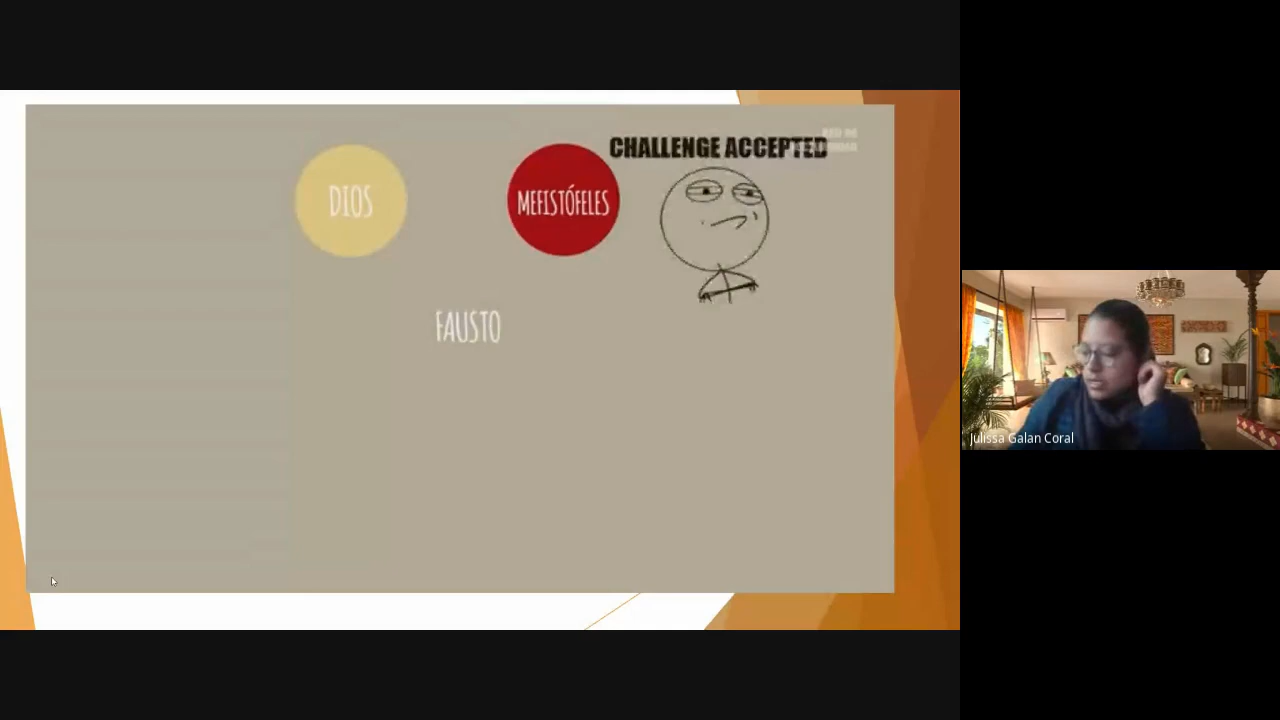 CHALLENGE ACCEPTED
DIOS
MEFISTÓFELES
FAUSTO
Julissa Galan Coral